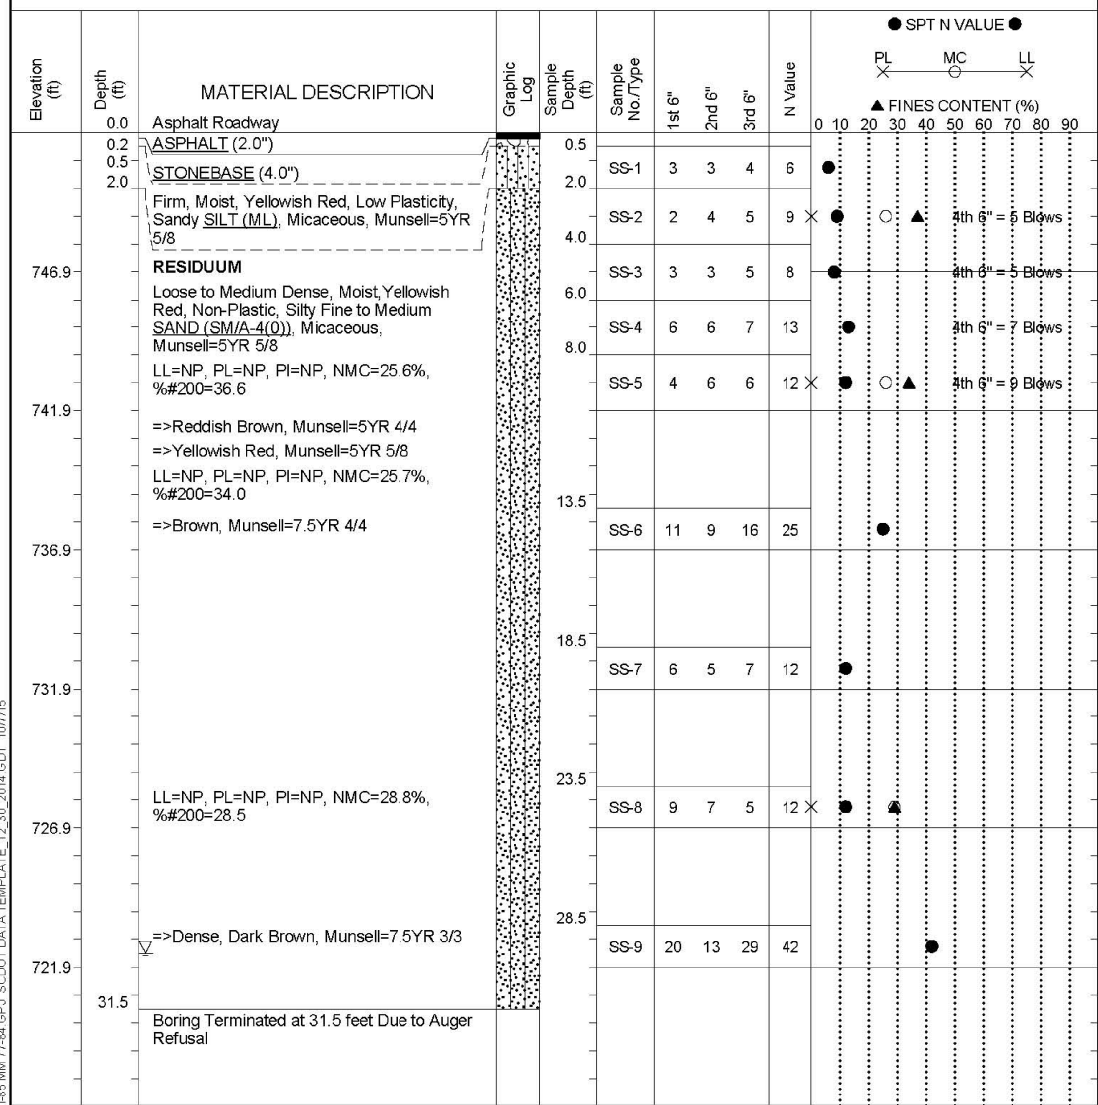 ● SPT N VALUE ●
PL MC LL
▲ FINES CONTENT (%)
0 10 20 30 40 50 60 70 80 90
Elevation (ft)
Depth (ft)
MATERIAL DESCRIPTION
Graphic Log
Sample Depth (ft)
Sample No./Type
1st 6"
2nd 6"
3rd 6"
N Value
0.0 Asphalt Roadway
0.2 ASPHALT (2.0")
0.5 STONEBASE (4.0")
2.0
Firm, Moist, Yellowish Red, Low Plasticity,
Sandy SILT (ML), Micaceous, Munsell=5YR
5/8
RESIDUUM
Loose to Medium Dense, Moist,Yellowish
Red, Non-Plastic, Silty Fine to Medium
SAND (SM/A-4(0)), Micaceous,
Munsell=5YR 5/8
LL=NP, PL=NP, PI=NP, NMC=25.6%,
%#200=36.6
=>Reddish Brown, Munsell=5YR 4/4
=>Yellowish Red, Munsell=5YR 5/8
LL=NP, PL=NP, PI=NP, NMC=25.7%,
%#200=34.0
=>Brown, Munsell=7.5YR 4/4
LL=NP, PL=NP, PI=NP, NMC=28.8%,
%#200=28.5
=>Dense, Dark Brown, Munsell=7.5YR 3/3
31.5
Boring Terminated at 31.5 feet Due to Auger
Refusal
746.9
741.9
736.9
731.9
726.9
721.9
0.5
SS-1 3 3 4 6
2.0
SS-2 2 4 5 9 4th 6" = 5 Blows
4.0
SS-3 3 3 5 8 4th 6" = 5 Blows
6.0
SS-4 6 6 7 13 4th 6" = 7 Blows
8.0
SS-5 4 6 6 12 4th 6" = 9 Blows
13.5
SS-6 11 9 16 25
18.5
SS-7 6 5 7 12
23.5
SS-8 9 7 5 12
28.5
SS-9 20 13 29 42